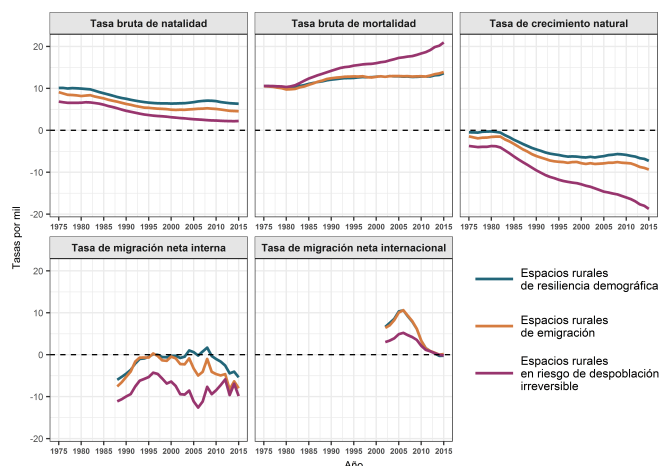 Tasa bruta de natalidad
Tasa bruta de mortalidad
Tasa de crecimiento natural
20
10
0
-10
-20
1975 1980 1985 1990 1995 2000 2005 2010 2015
1975 1980 1985 1990 1995 2000 2005 2010 2015
1975 1980 1985 1990 1995 2000 2005 2010 2015
Tasas por mil
Tasa de migración neta interna
Tasa de migración neta internacional
20
10
0
-10
-20
1975 1980 1985 1990 1995 2000 2005 2010 2015
1975 1980 1985 1990 1995 2000 2005 2010 2015
Año
Espacios rurales
de resiliencia demográfica
Espacios rurales
de emigración
Espacios rurales
en riesgo de despoblación
irreversible